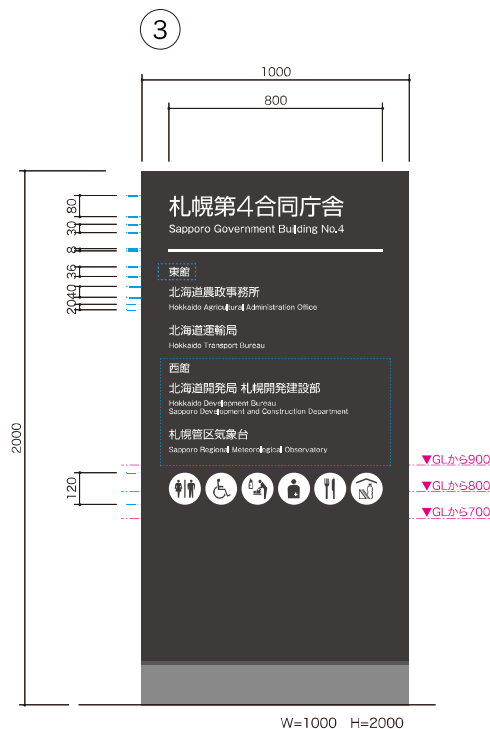 3
1000
800
80
30
8
36
2040
2000
120
札幌第4合同庁舎
Sapporo Government Building No.4
東館
北海道農政事務所
Hokkaido Agricultural Administration Office
北海道運輸局
Hokkaido Transport Bureau
西館
北海道開発局 札幌開発建設部
Hokkaido Development Bureau
Sapporo Development and Construction Department
札幌管区気象台
Sapporo Regional Meteorological Observatory
▼GLから900
▼GLから800
▼GLから700
W=1000 H=2000